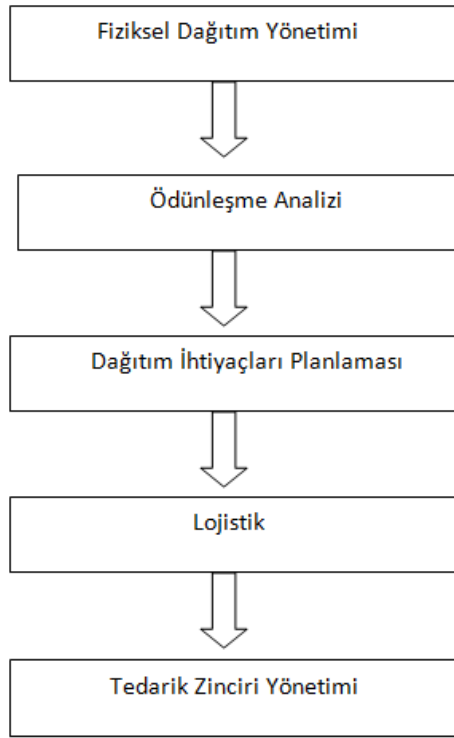 Fiziksel Dağıtım Yönetimi
Ödünleşme Analizi
Dağıtım İhtiyaçları Planlaması
Lojistik
Tedarik Zinciri Yönetimi